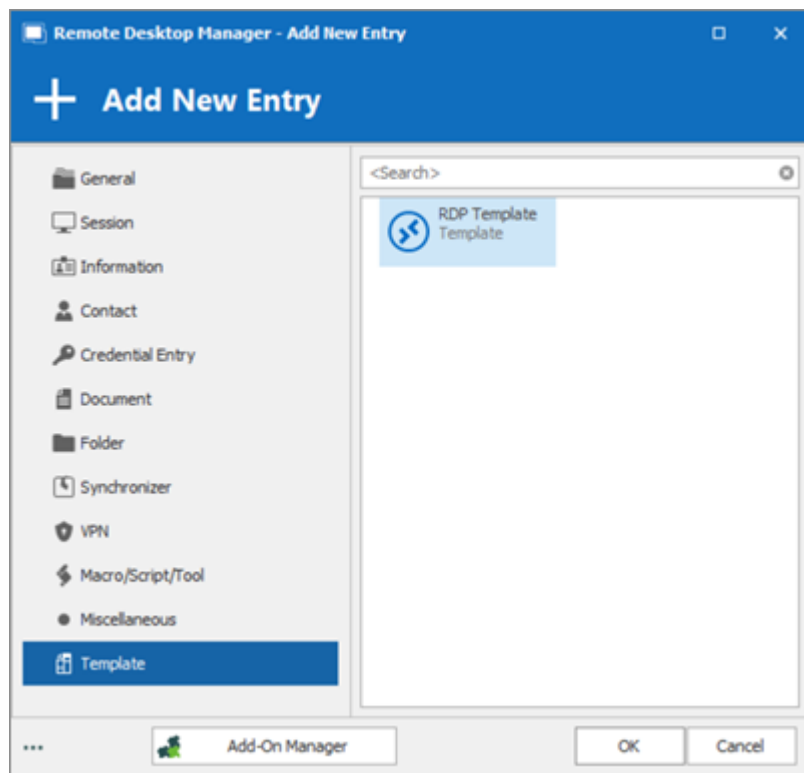 Remote Desktop Manager - Add New Entry
Add New Entry
General
Session
Information
Contact
Credential Entry
Document
Folder
Synchronizer
VPN
Macro/Script/Tool
Miscellaneous
Template
<Search>
RDP Template
Template
Add-On Manager
OK
Cancel